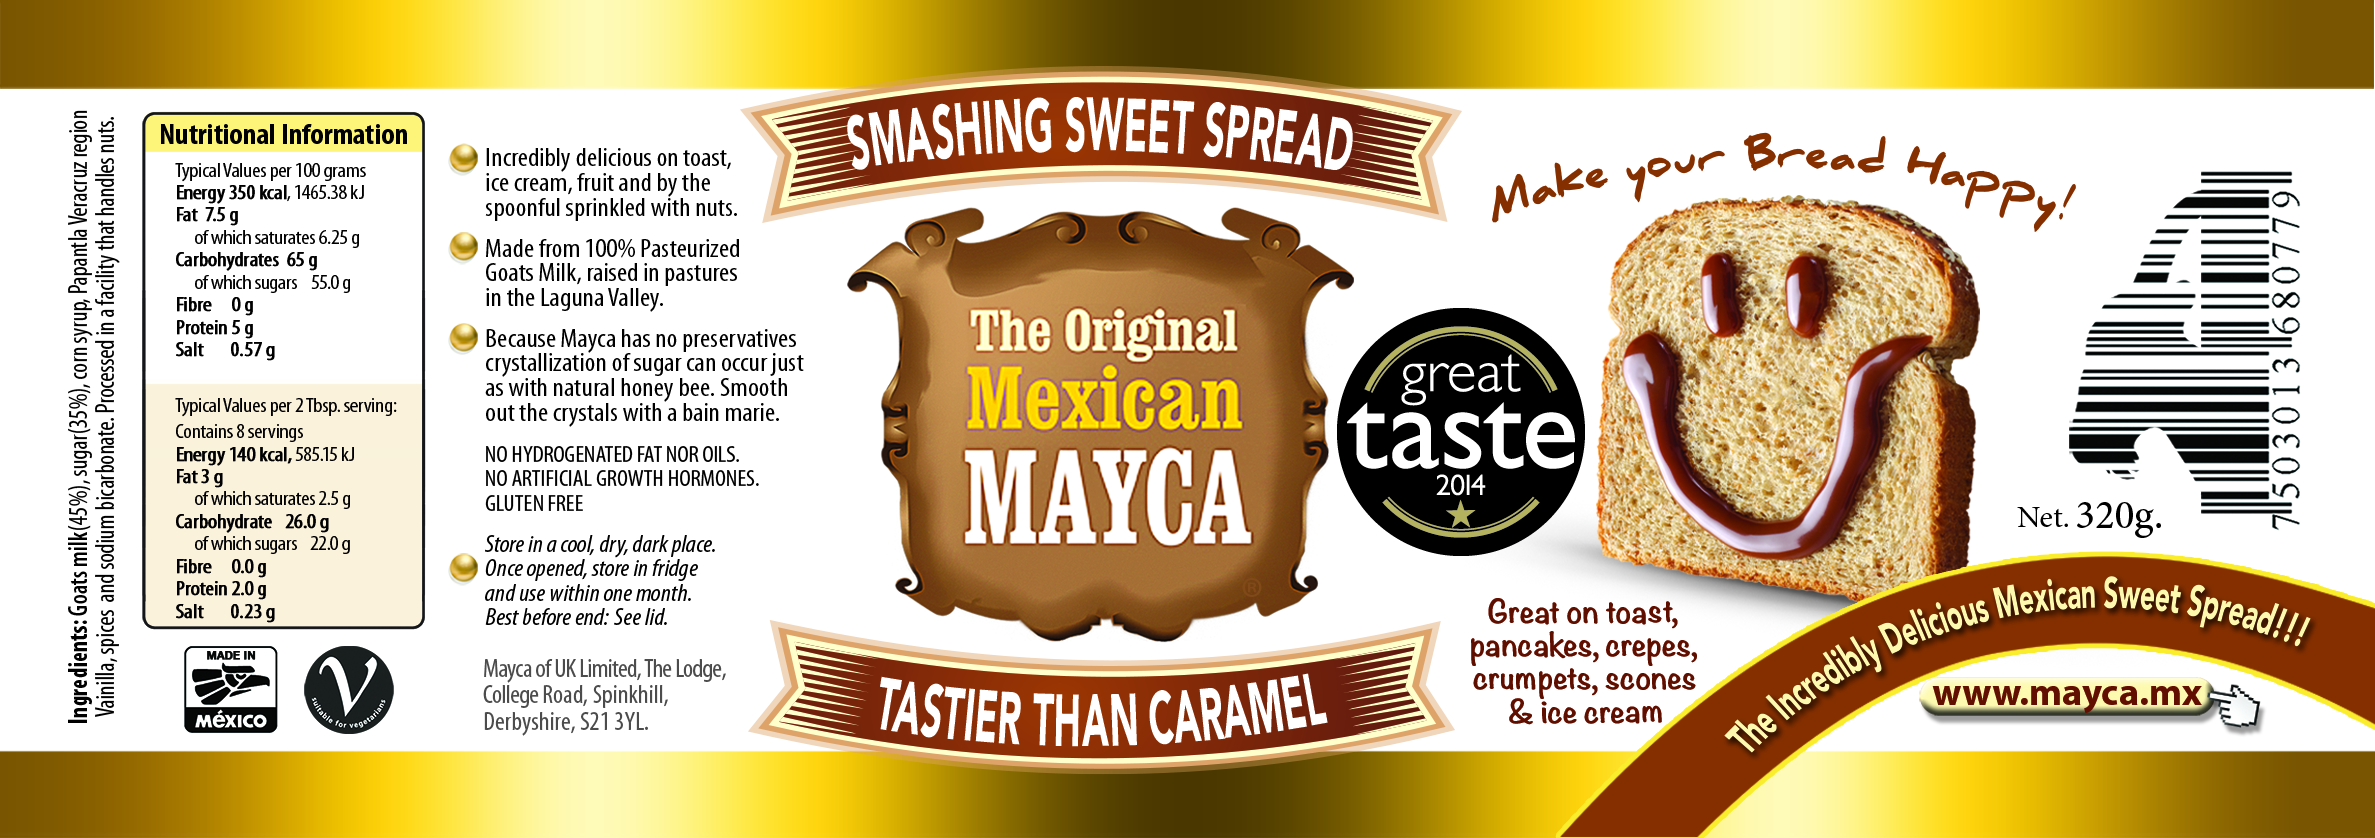 Ingredients: Goats milk(45%), sugar(35%), corn syrup, Papantla Veracruz region
Vainilla, spices and sodium bicarbonate. Processed in a facility that handles nuts.
Nutritional Information
Typical Values per 100 grams
Energy 350 kcal, 1465.38 kJ
Fat 7.5 g
of which saturates 6.25 g
Carbohydrates 65 g
of which sugars 55.0 g
Fibre 0 g
Protein 5 g
Salt 0.57 g
Typical Values per 2 Tbsp. serving:
Contains 8 servings
Energy 140 kcal, 585.15 kJ
Fat 3 g
of which saturates 2.5 g
Carbohydrate 26.0 g
of which sugars 22.0 g
Fibre 0.0 g
Protein 2.0 g
Salt 0.23 g
MADE IN
MéXICO
V
suitable for vegetarians
Incredibly delicious on toast,
ice cream, fruit and by the
spoonful sprinkled with nuts.
Made from 100% Pasteurized
Goats Milk, raised in pastures
in the Laguna Valley.
Because Mayca has no preservatives
crystallization of sugar can occur just
as with natural honey bee. Smooth
out the crystals with a bain marie.
NO HYDROGENATED FAT NOR OILS.
NO ARTIFICIAL GROWTH HORMONES.
GLUTEN FREE
Store in a cool, dry, dark place.
Once opened, store in fridge
and use within one month.
Best before end: See lid.
Mayca of UK Limited, The Lodge,
College Road, Spinkhill,
Derbyshire, S21 3YL.
SMASHING SWEET SPREAD
The Original
Mexican
MAYCA
®
TASTIER THAN CARAMEL
great
taste
2014
Make your Bread Happy!
Great on toast,
pancakes, crepes,
crumpets, scones
& ice cream
7 503013 680779
Net. 320g.
The Incredibly Delicious Mexican Sweet Spread!!!
www.mayca.mx